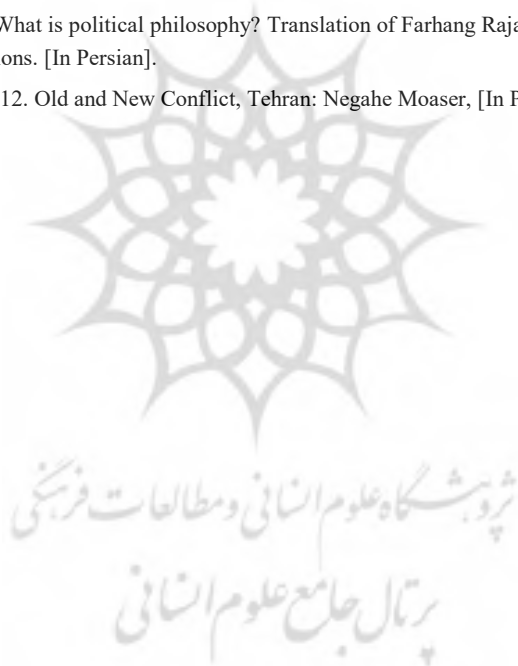 What is political philosophy? Translation of Farhang Raja
ons. [In Persian].
12. Old and New Conflict, Tehran: Negahe Moaser, [In P
پژوهشگاه علوم انسانی و مطالعات فرهنگی
پرتال جامع علوم انسانی